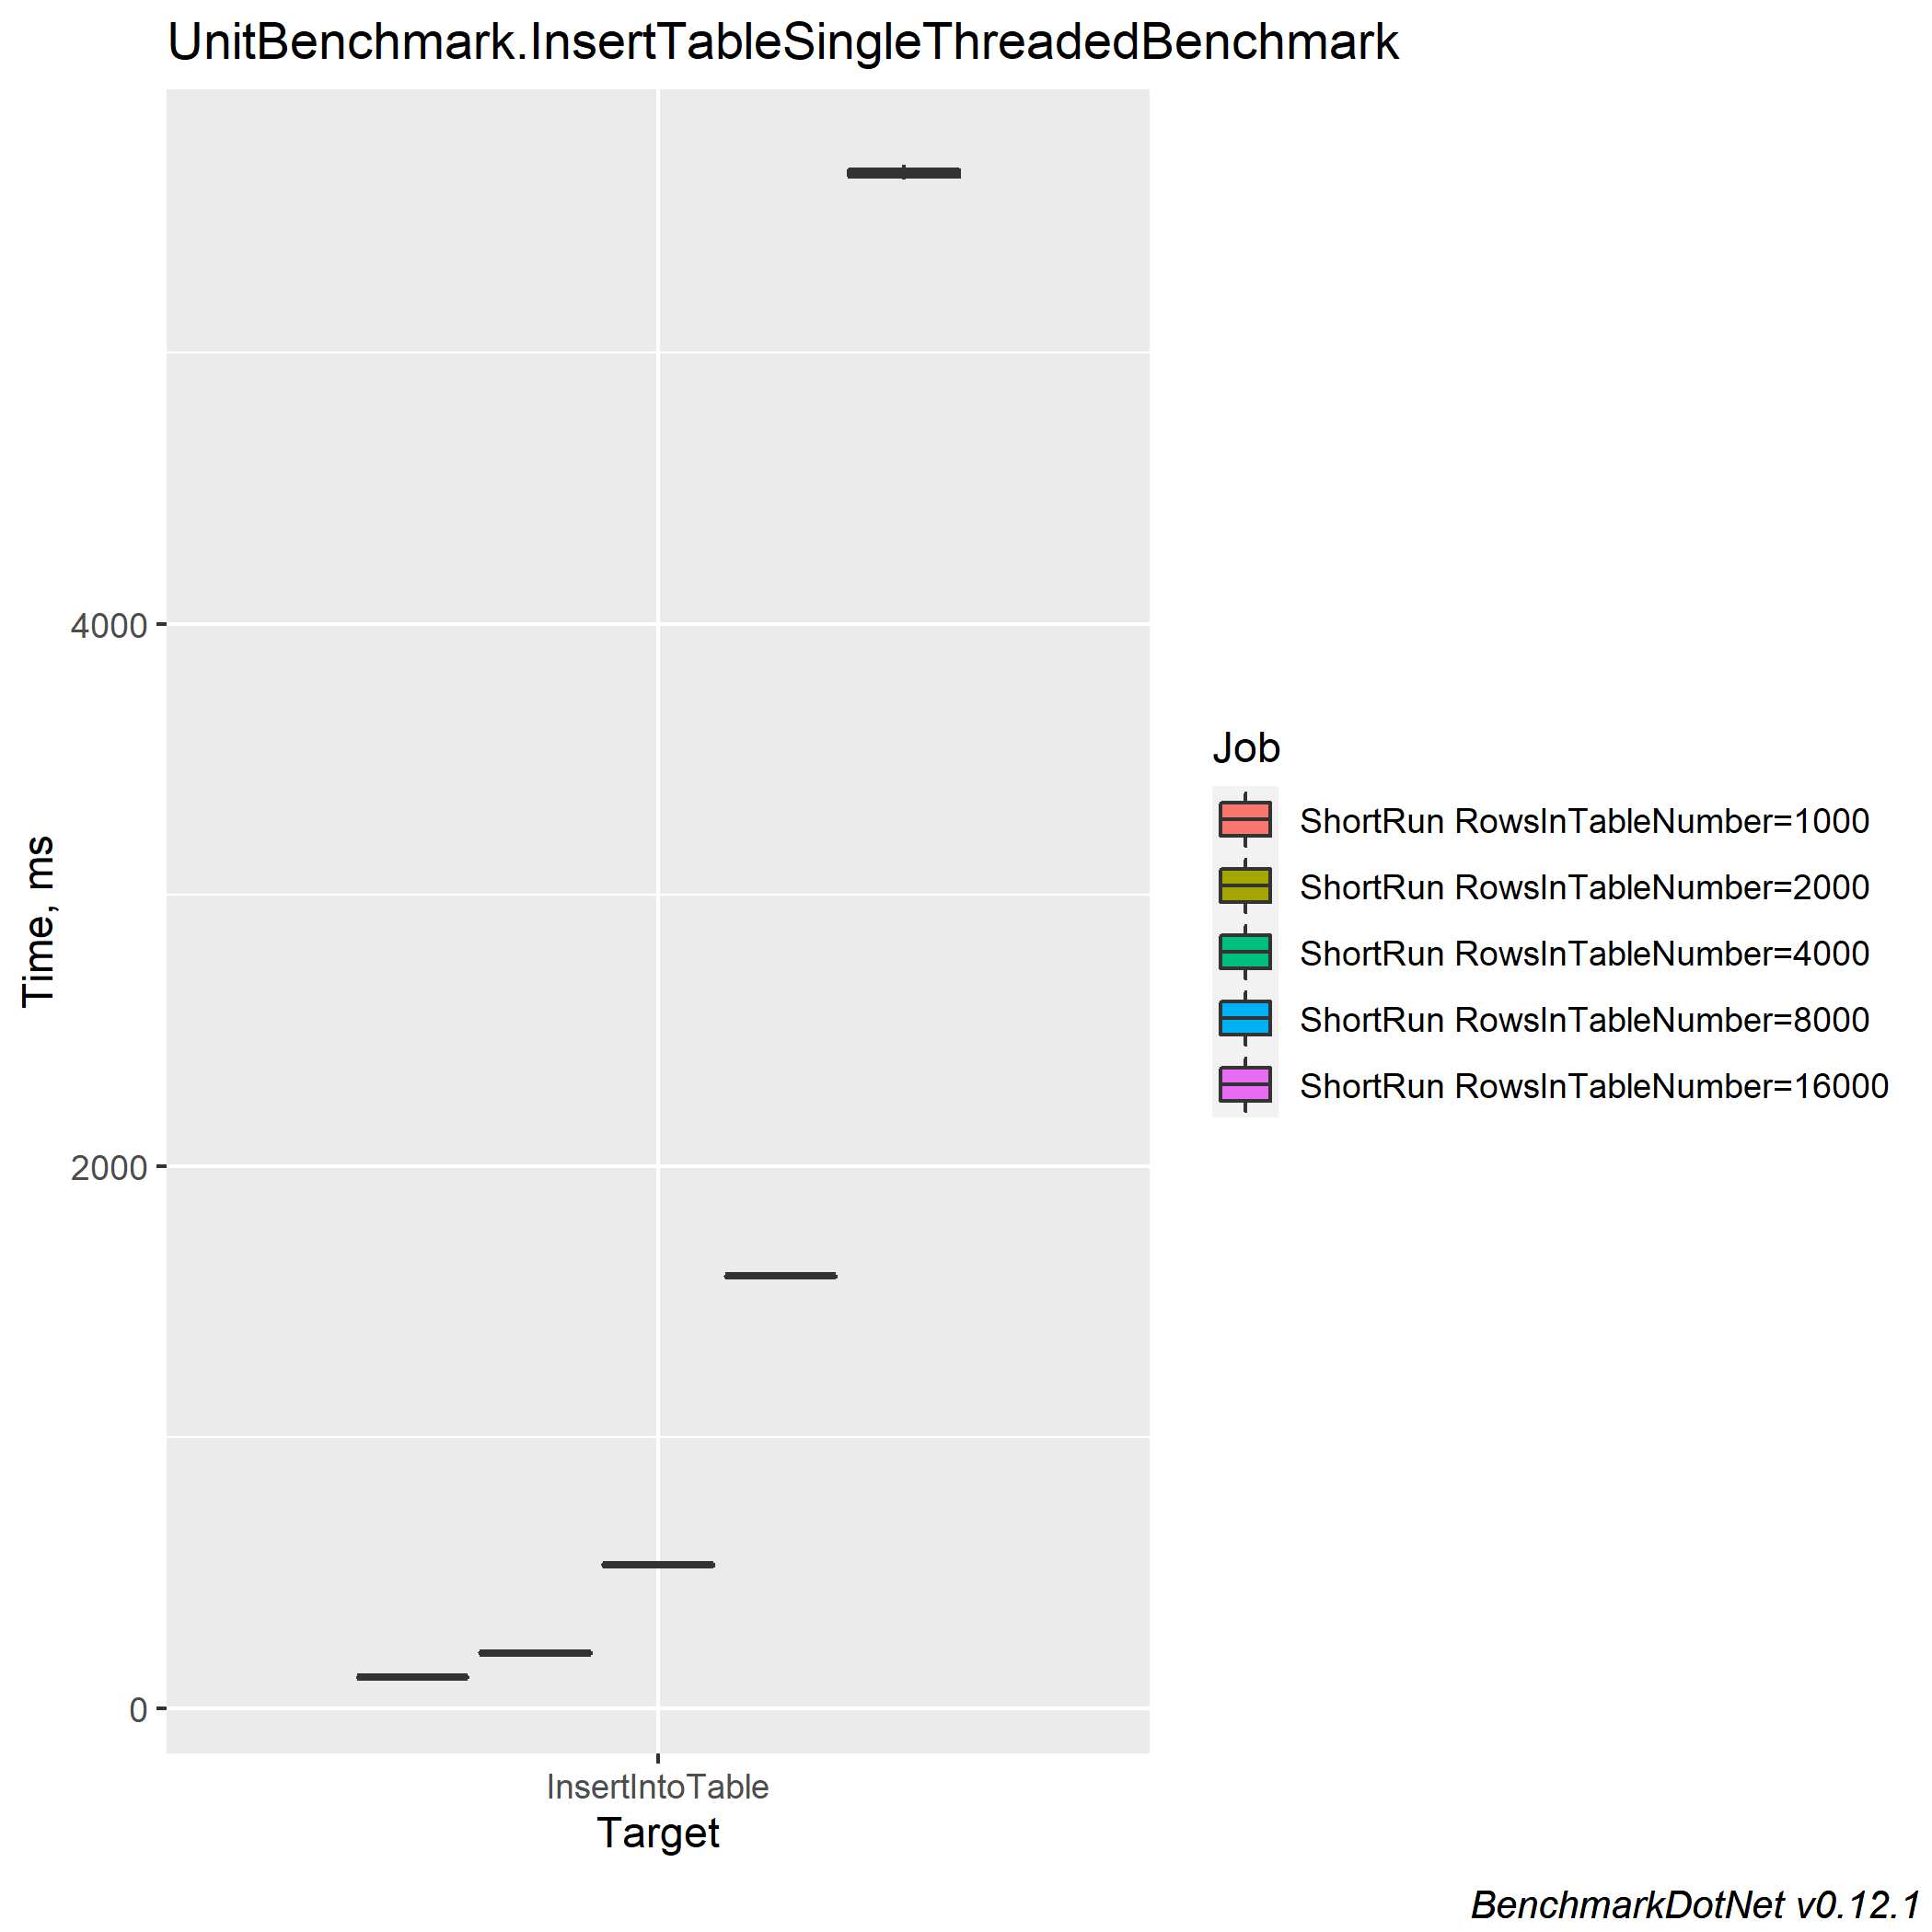 UnitBenchmark.InsertTableSingleThreadedBenchmark
Time, ms
4000
2000
0
InsertIntoTable
Target
Job
ShortRun RowsInTableNumber=1000
ShortRun RowsInTableNumber=2000
ShortRun RowsInTableNumber=4000
ShortRun RowsInTableNumber=8000
ShortRun RowsInTableNumber=16000
BenchmarkDotNet v0.12.1